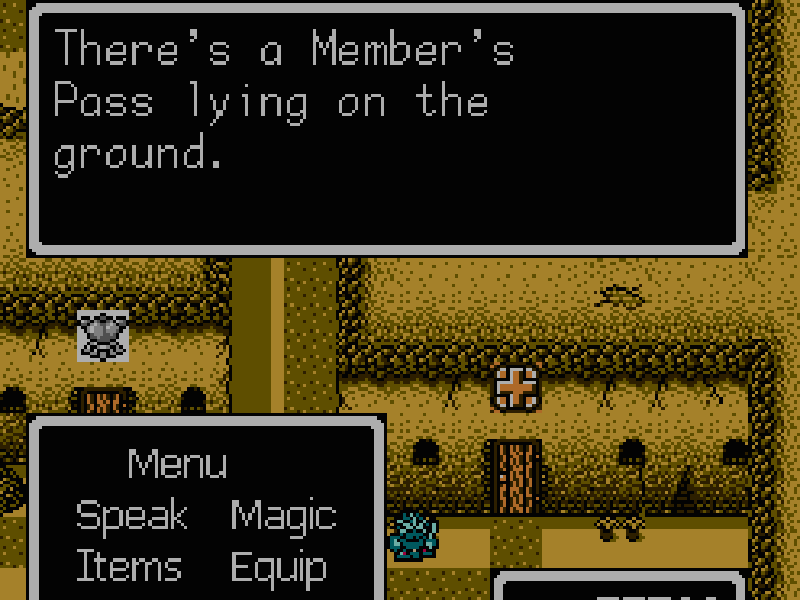 There's a Member's
Pass lying on the
ground.
Menu
Speak Magic
Items Equip